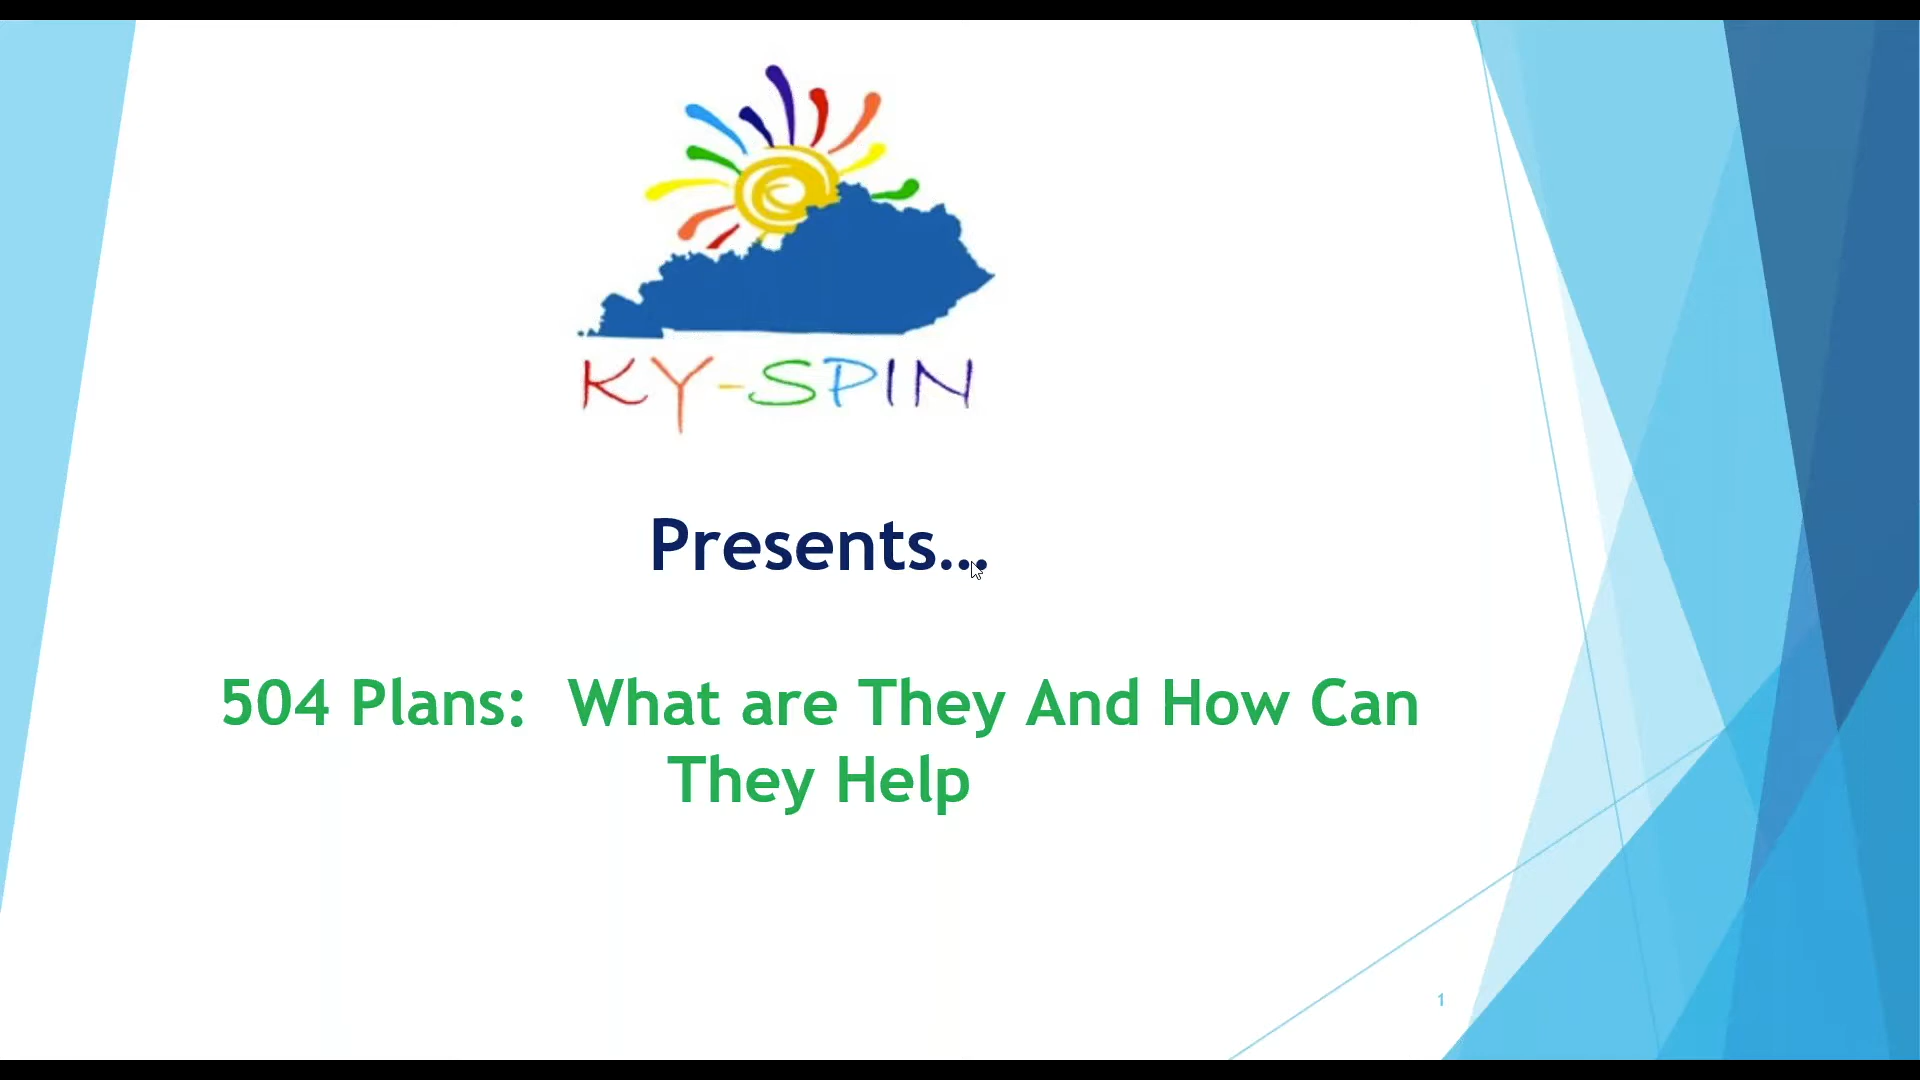 KY-SPIN
Presents...
504 Plans:  What are They And How Can
They Help
1